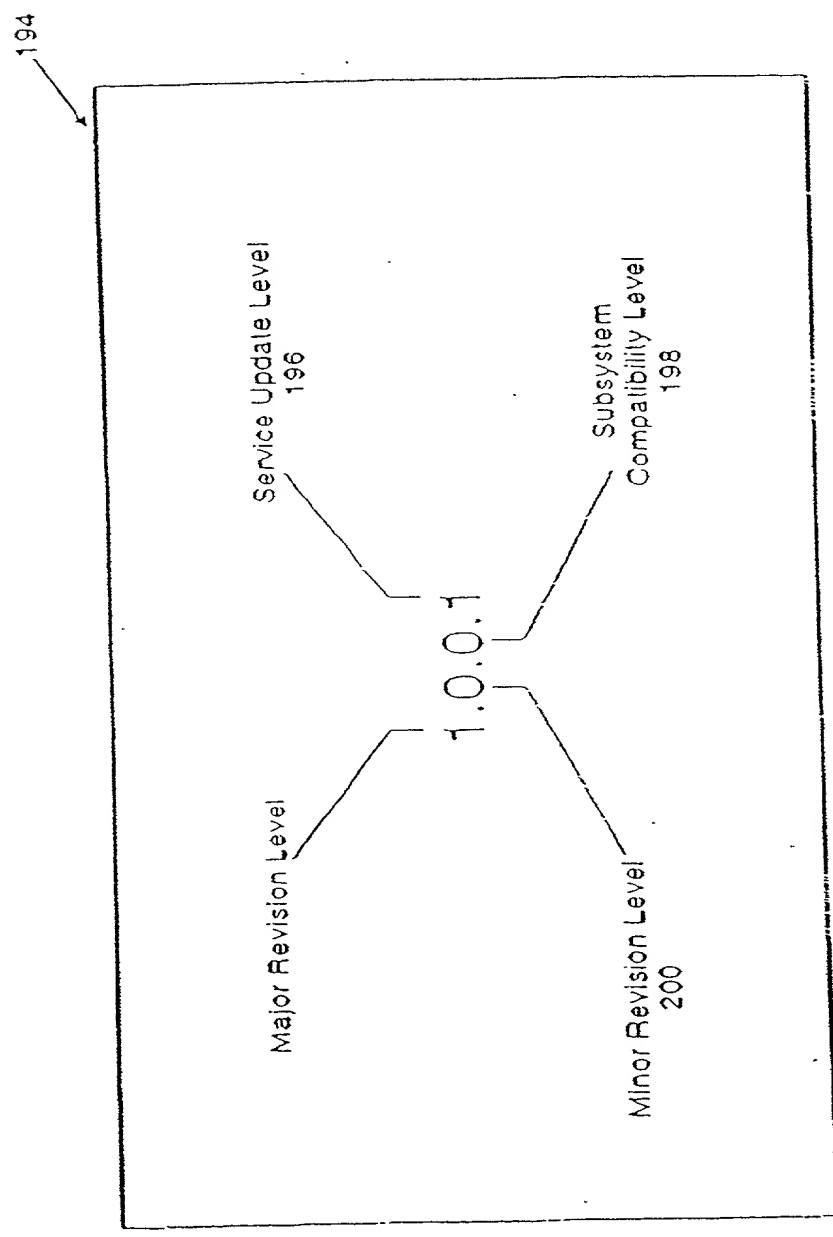 194
Major Revision Level
Service Update Level
196
1.0.0.1
Minor Revision Level
200
Subsystem
Compatibility Level
198